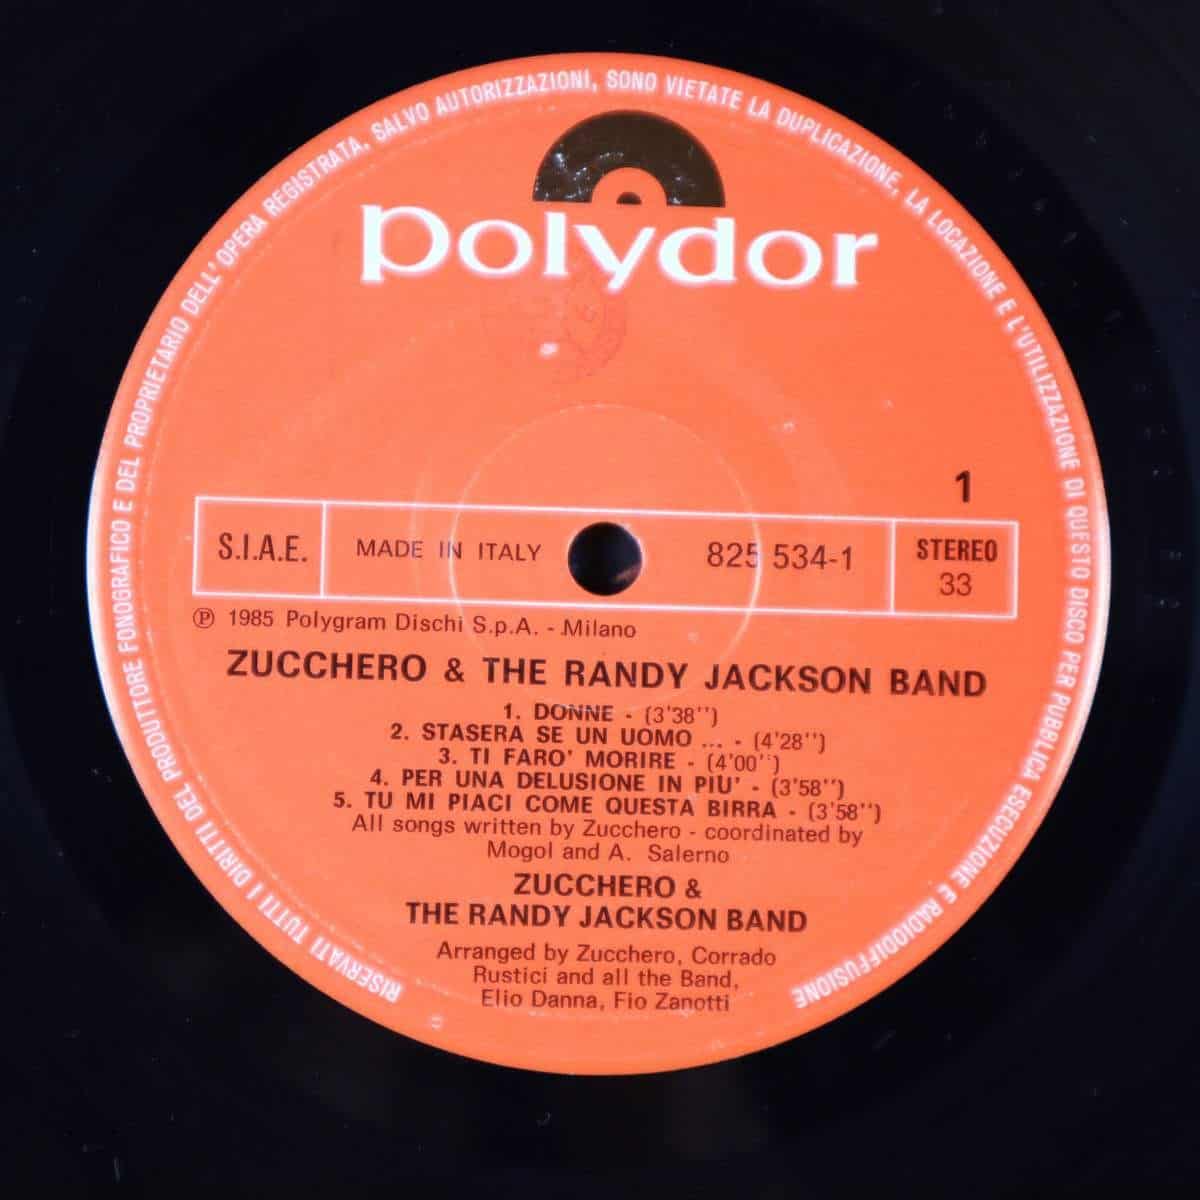 RISERVATI TUTTI I DIRITTI DEL PRODUTTORE FONOGRAFICO E DEL PROPRIETARIO DELL' OPERA REGISTRATA. SALVO AUTORIZZAZIONI, SONO VIETATE LA DUPLICAZIONE, LA LOCAZIONE E L'UTILIZZAZIONE DI QUESTO DISCO PER PUBBLICA ESECUZIONE E RADIODIFFUSIONE
polydor
1
S.I.A.E. MADE IN ITALY 825 534-1 STEREO
33
℗ 1985 Polygram Dischi S.p.A. - Milano
ZUCCHERO & THE RANDY JACKSON BAND
1. DONNE - (3'38'')
2. STASERA SE UN UOMO ... - (4'28'')
3. TI FARO' MORIRE - (4'00'')
4. PER UNA DELUSIONE IN PIU' - (3'58'')
5. TU MI PIACI COME QUESTA BIRRA - (3'58'')
All songs written by Zucchero - coordinated by
Mogol and A. Salerno
ZUCCHERO &
THE RANDY JACKSON BAND
Arranged by Zucchero, Corrado
Rustici and all the Band,
Elio Danna, Fio Zanotti